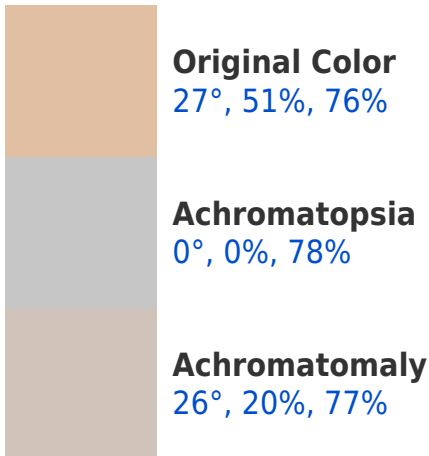 Original Color
27°, 51%, 76%
Achromatopsia
0°, 0%, 78%
Achromatomaly
26°, 20%, 77%